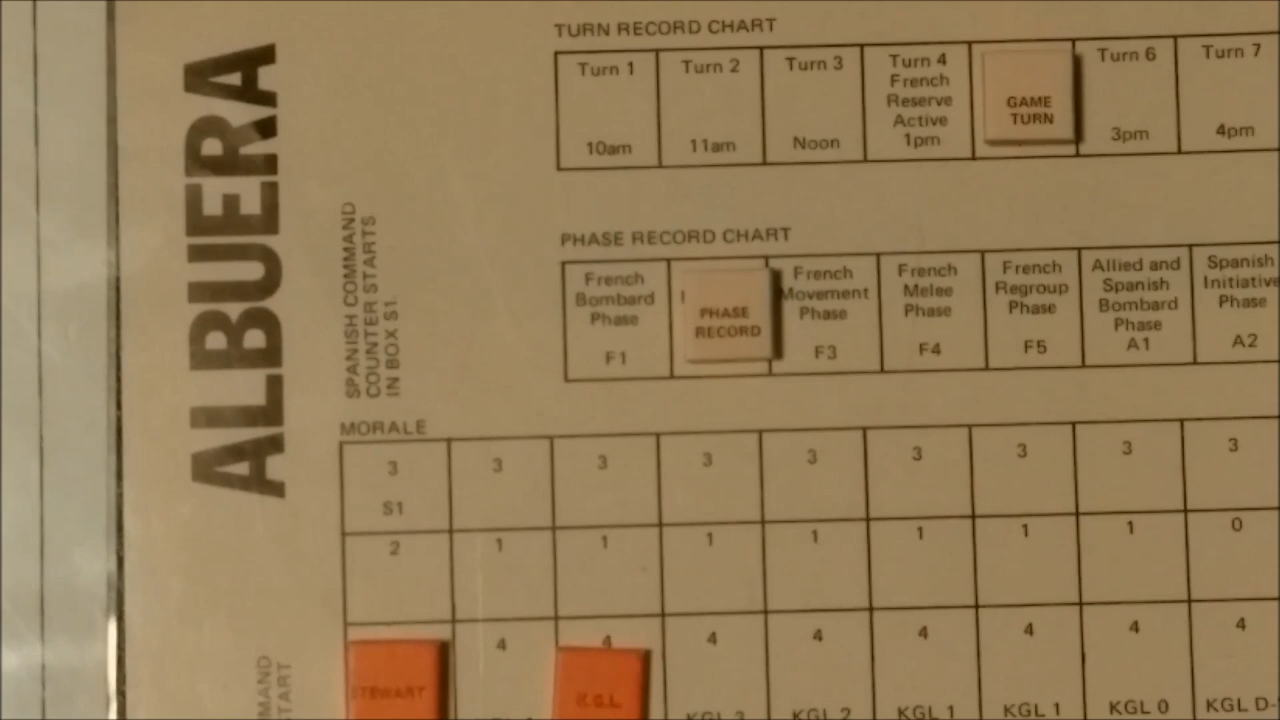 ALBUERA
SPANISH COMMAND
COUNTER STARTS
IN BOX S1.
TURN RECORD CHART
Turn 1
10am
Turn 2
11am
Turn 3
Noon
Turn 4
French
Reserve
Active
1pm
GAME
TURN
Turn 6
3pm
Turn 7
4pm
PHASE RECORD CHART
French
Bombard
Phase
F1
PHASE
RECORD
French
Movement
Phase
F3
French
Melee
Phase
F4
French
Regroup
Phase
F5
Allied and
Spanish
Bombard
Phase
A1
Spanish
Initiative
Phase
A2
MORALE
3 3 3 3 3 3 3 3 3
S1
2 1 1 1 1 1 1 1 0
4 4 4 4 4 4 4 4
STEWART
K.G.L.
KGL 3 KGL 2 KGL 1 KGL 1 KGL 0 KGL D-
MAND
TART